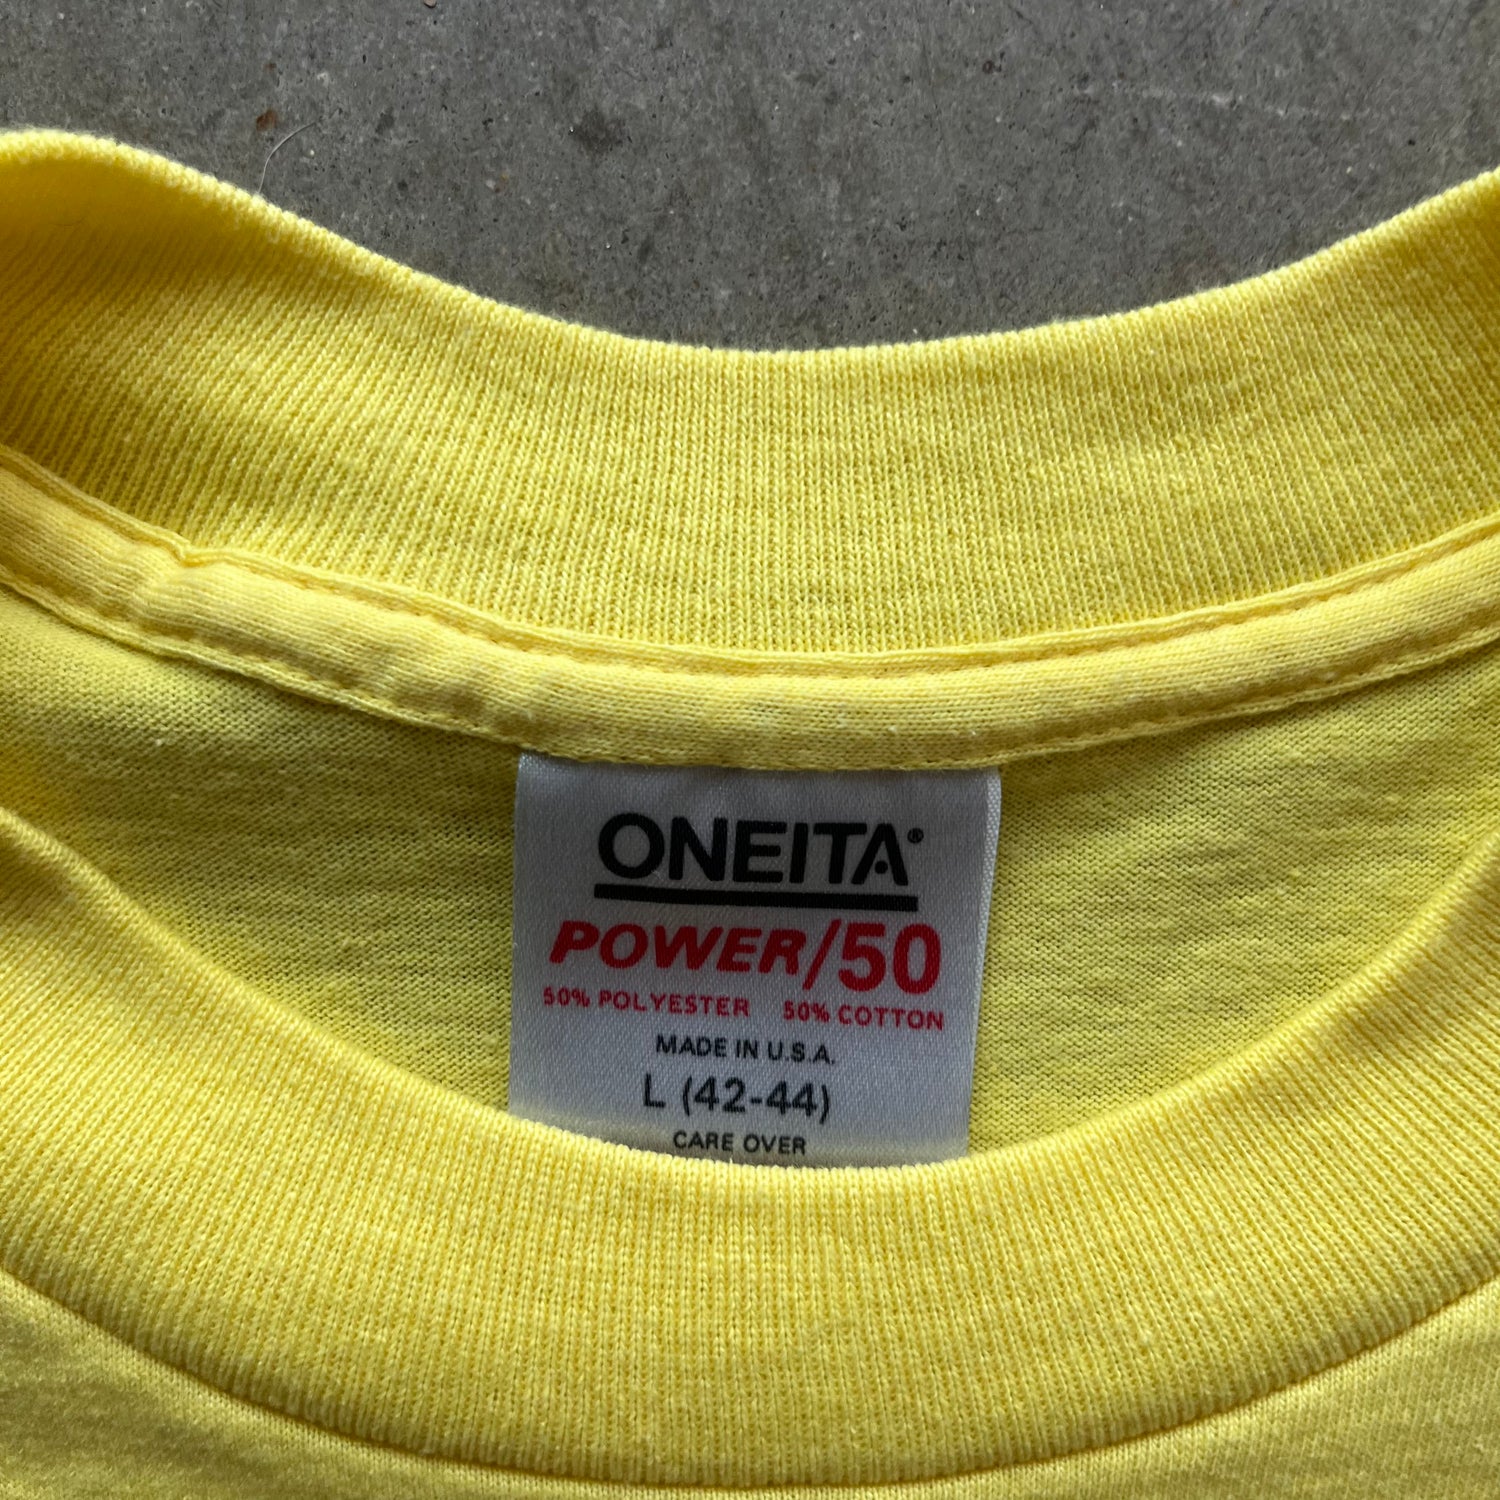 ONEITA®
POWER/50
50% POLYESTER 50% COTTON
MADE IN U.S.A.
L (42-44)
CARE OVER